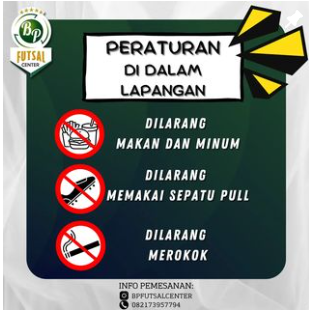 BP
FUTSAL
CENTER
PERATURAN
DI DALAM
LAPANGAN
DILARANG
MAKAN DAN MINUM
DILARANG
MEMAKAI SEPATU PULL
DILARANG
MEROKOK
INFO PEMESANAN:
BPFUTSALCENTER
082173957794